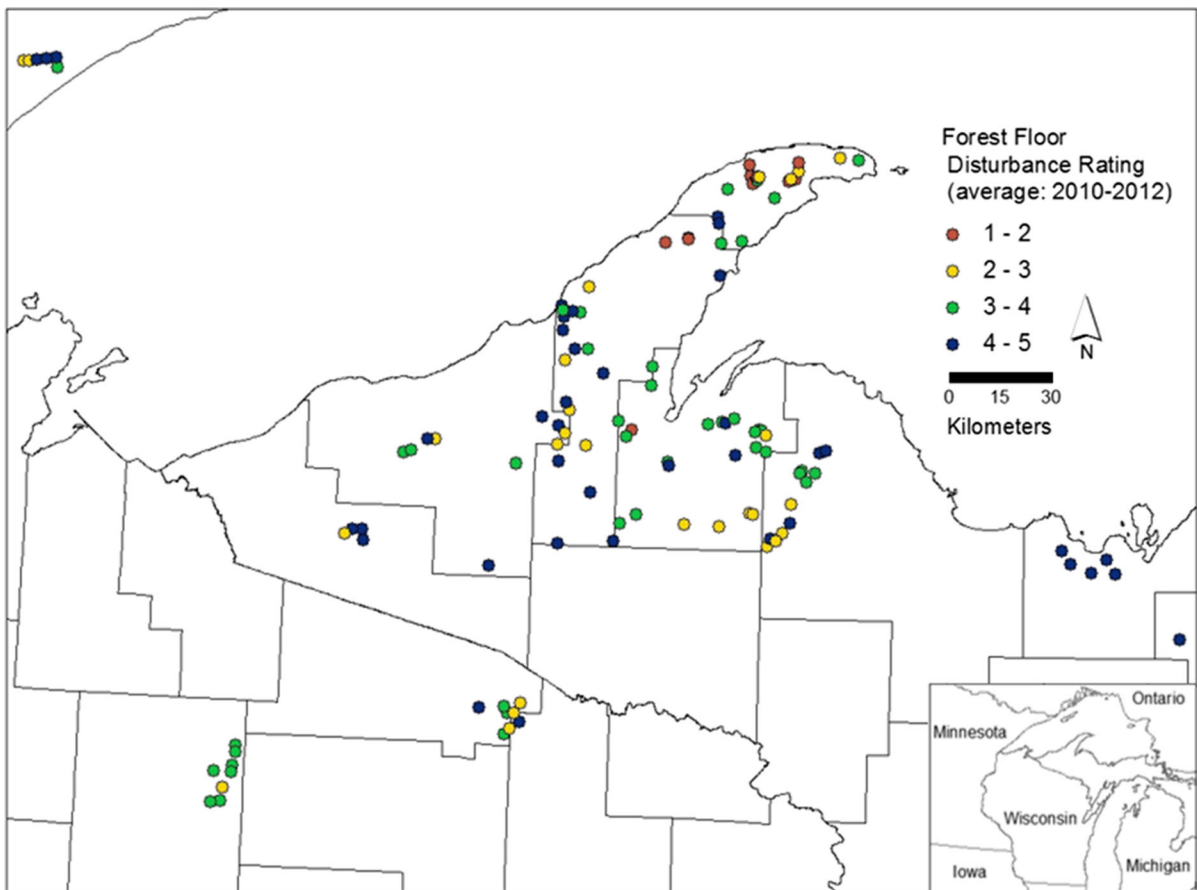 Forest Floor
Disturbance Rating
(average: 2010-2012)
1 - 2
2 - 3
3 - 4
4 - 5
N
0 15 30
Kilometers
Ontario
Minnesota
Wisconsin
Iowa
Michigan